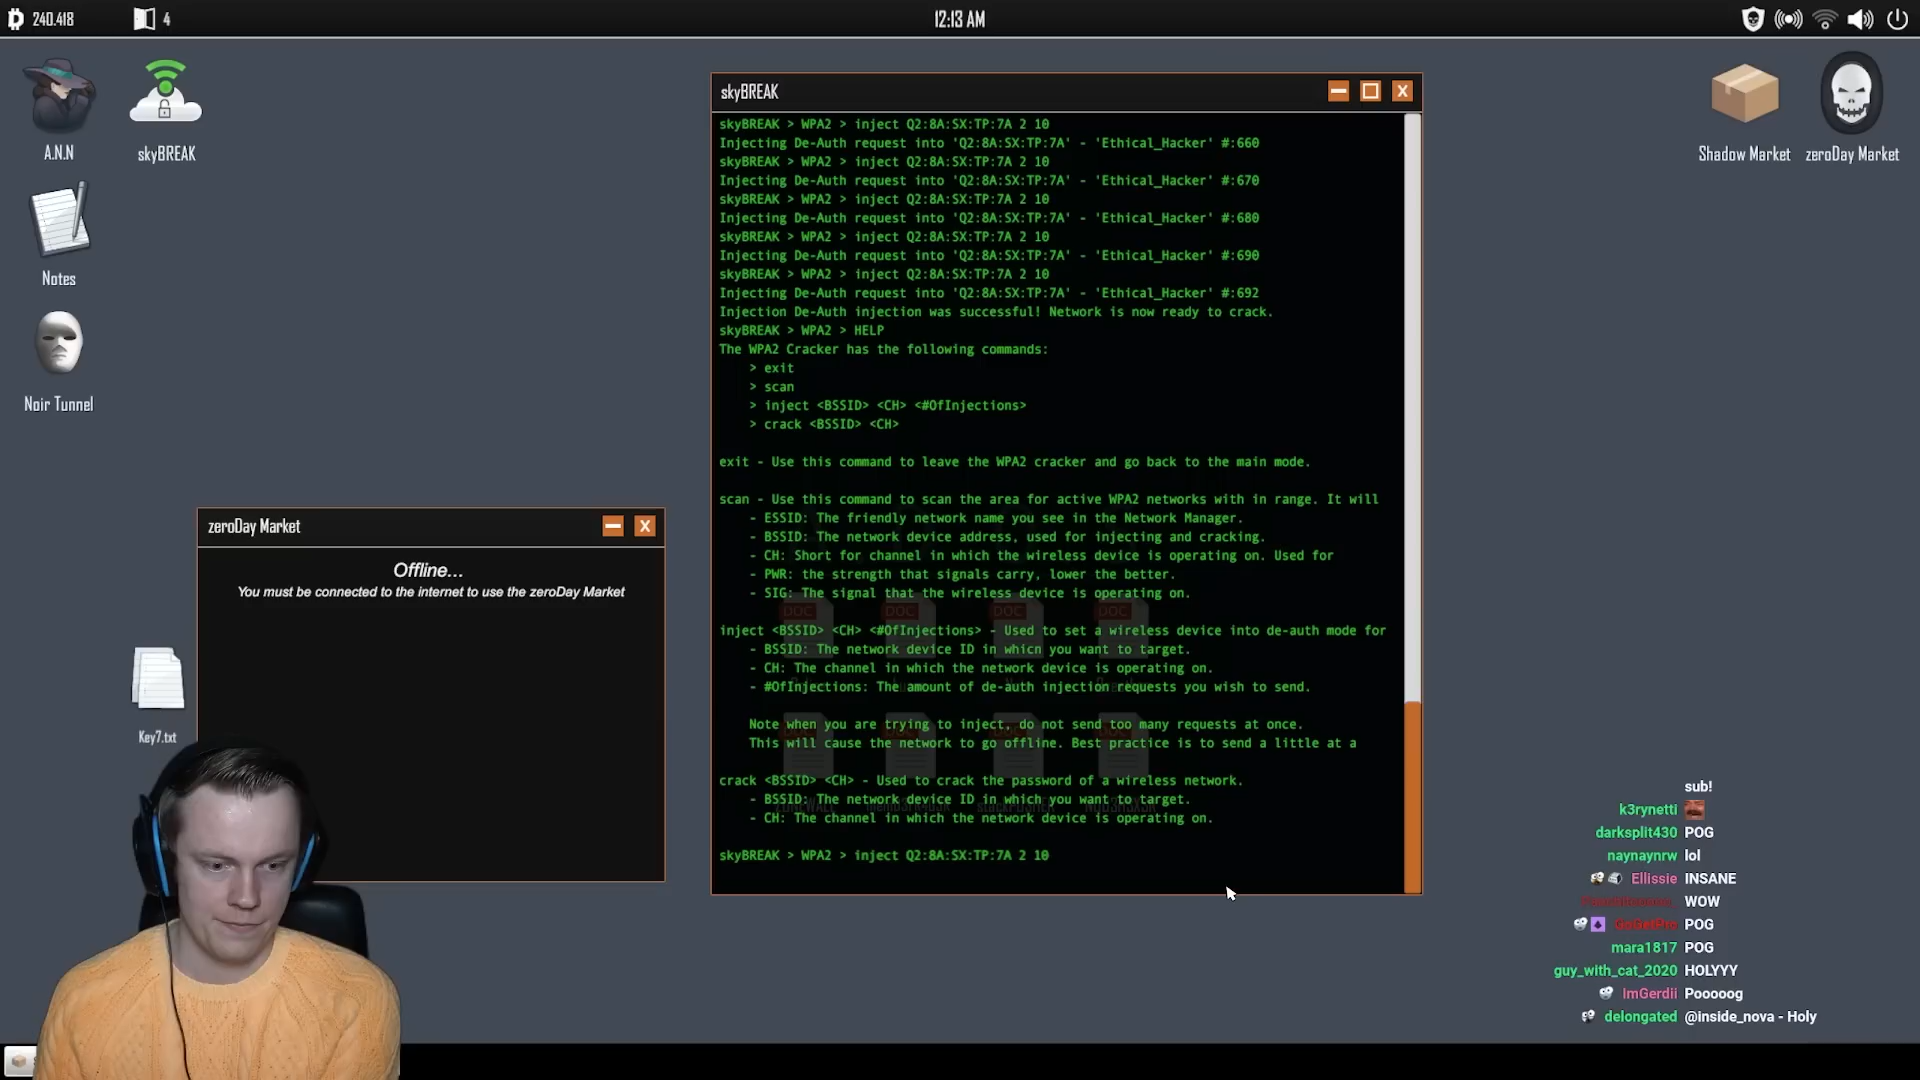 240.418
4
12:13 AM
A.N.N
skyBREAK
Notes
Noir Tunnel
Shadow Market
zeroDay Market
skyBREAK
X
skyBREAK > WPA2 > inject Q2:8A:SX:TP:7A 2 10
Injecting De-Auth request into 'Q2:8A:SX:TP:7A' - 'Ethical_Hacker' #:660
skyBREAK > WPA2 > inject Q2:8A:SX:TP:7A 2 10
Injecting De-Auth request into 'Q2:8A:SX:TP:7A' - 'Ethical_Hacker' #:670
skyBREAK > WPA2 > inject Q2:8A:SX:TP:7A 2 10
Injecting De-Auth request into 'Q2:8A:SX:TP:7A' - 'Ethical_Hacker' #:680
skyBREAK > WPA2 > inject Q2:8A:SX:TP:7A 2 10
Injecting De-Auth request into 'Q2:8A:SX:TP:7A' - 'Ethical_Hacker' #:690
skyBREAK > WPA2 > inject Q2:8A:SX:TP:7A 2 10
Injecting De-Auth request into 'Q2:8A:SX:TP:7A' - 'Ethical_Hacker' #:692
Injection De-Auth injection was successful! Network is now ready to crack.
skyBREAK > WPA2 > HELP
The WPA2 Cracker has the following commands:
> exit
> scan
> inject <BSSID> <CH> <#OfInjections>
> crack <BSSID> <CH>
exit - Use this command to leave the WPA2 cracker and go back to the main mode.
scan - Use this command to scan the area for active WPA2 networks with in range. It will
- ESSID: The friendly network name you see in the Network Manager.
- BSSID: The network device address, used for injecting and cracking.
- CH: Short for channel in which the wireless device is operating on. Used for
- PWR: the strength that signals carry, lower the better.
- SIG: The signal that the wireless device is operating on.
inject <BSSID> <CH> <#OfInjections> - Used to set a wireless device into de-auth mode for
- BSSID: The network device ID in which you want to target.
- CH: The channel in which the network device is operating on.
- #OfInjections: The amount of de-auth injection requests you wish to send.
Note when you are trying to inject, do not send too many requests at once.
This will cause the network to go offline. Best practice is to send a little at a
crack <BSSID> <CH> - Used to crack the password of a wireless network.
- BSSID: The network device ID in which you want to target.
- CH: The channel in which the network device is operating on.
skyBREAK > WPA2 > inject Q2:8A:SX:TP:7A 2 10
DOC DOC DOC DOC
zeroDay Market
X
Offline...
You must be connected to the internet to use the zeroDay Market
Key7.txt
sub!
k3rynetti
darksplit430 POG
naynaynrw lol
Ellissie INSANE
WOW
GoGetPro POG
mara1817 POG
guy_with_cat_2020 HOLYYY
ImGerdii Pooooog
delongated @inside_nova - Holy